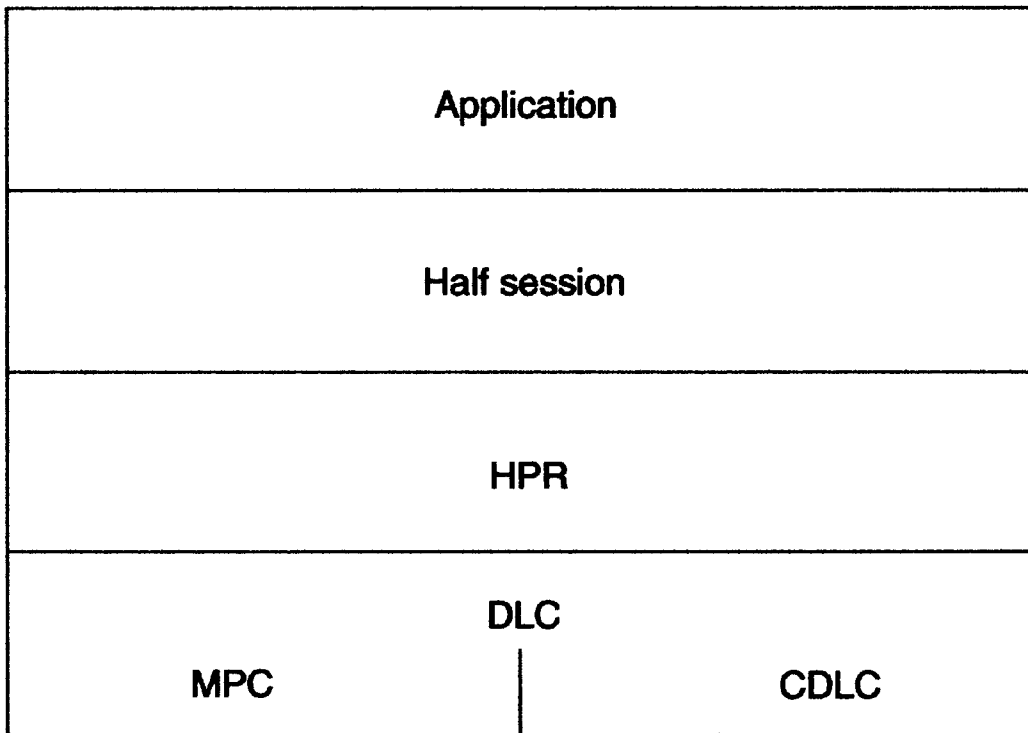 Application
Half session
HPR
DLC
MPC CDLC